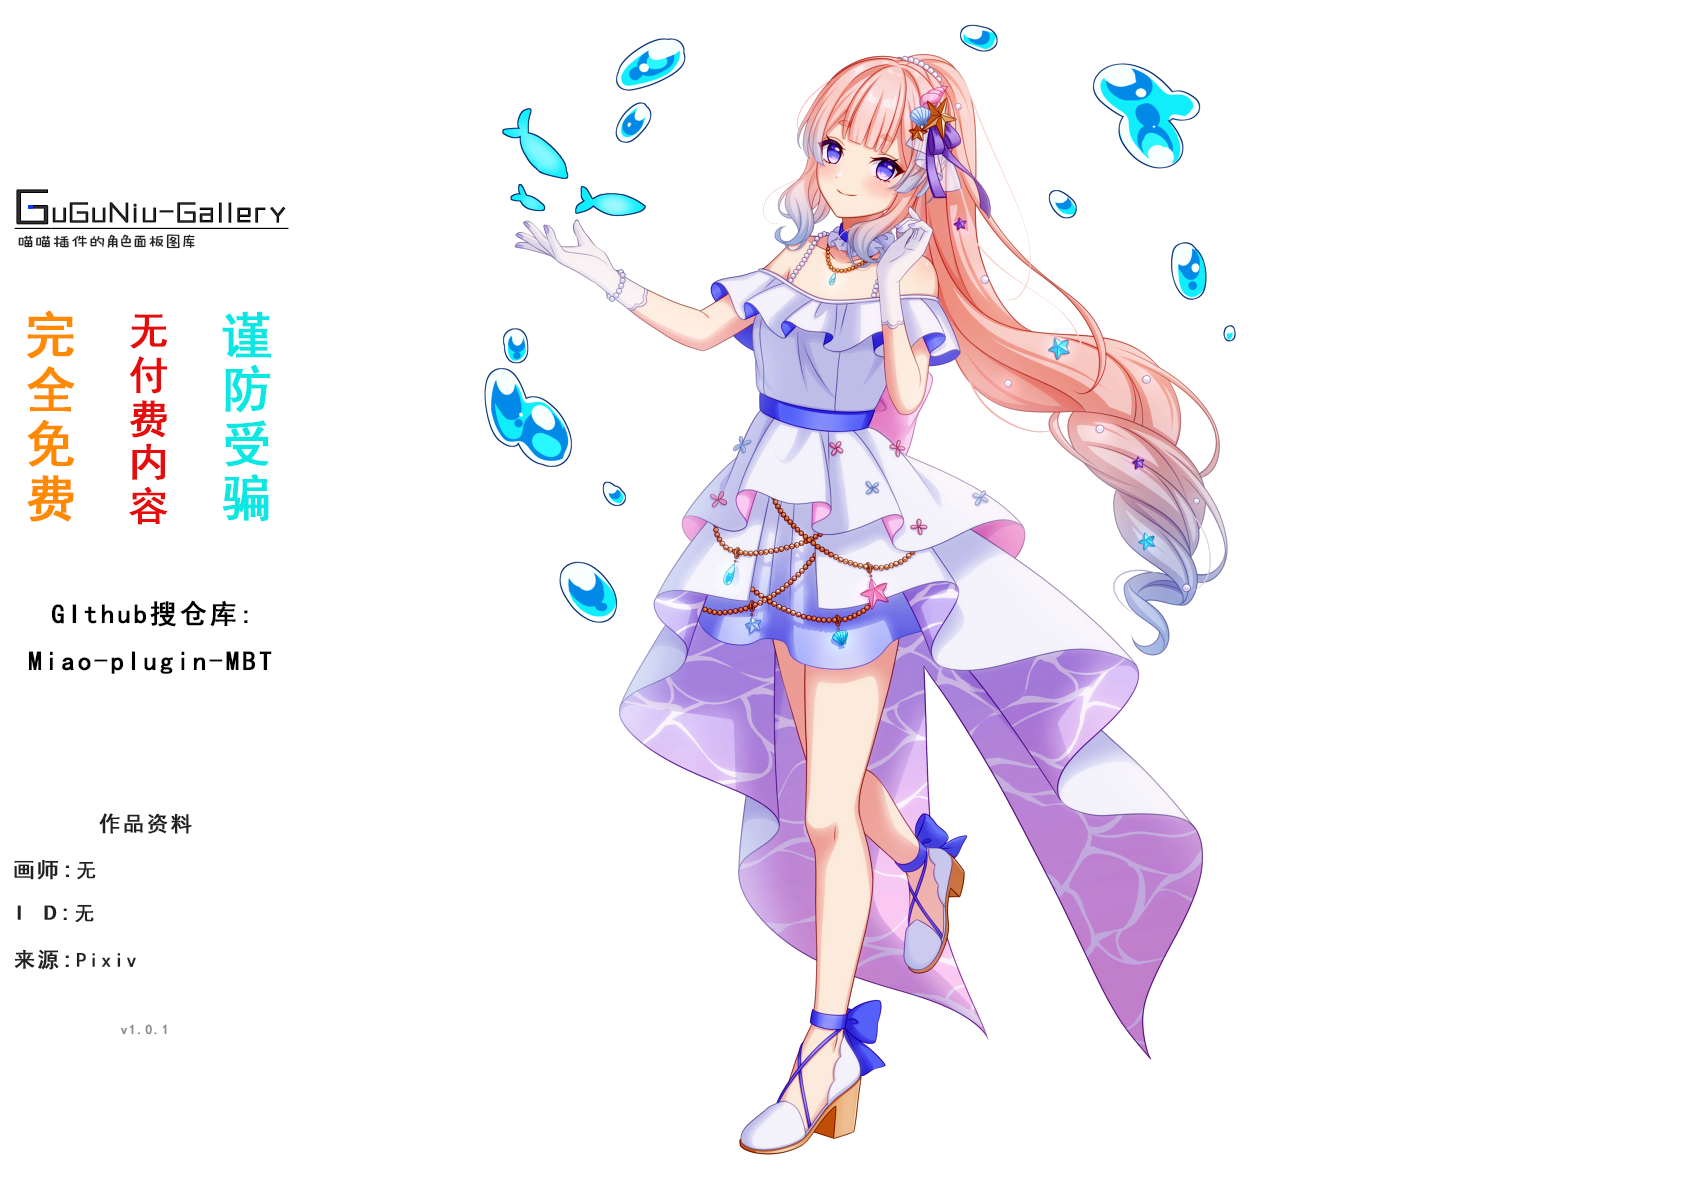 GuGuNiu-Gallery
喵喵插件的角色面板图库
完全免费
无付费内容
谨防受骗
GIthub搜仓库:
Miao-plugin-MBT
作品资料
画师:无
I D:无
来源:Pixiv
v1.0.1